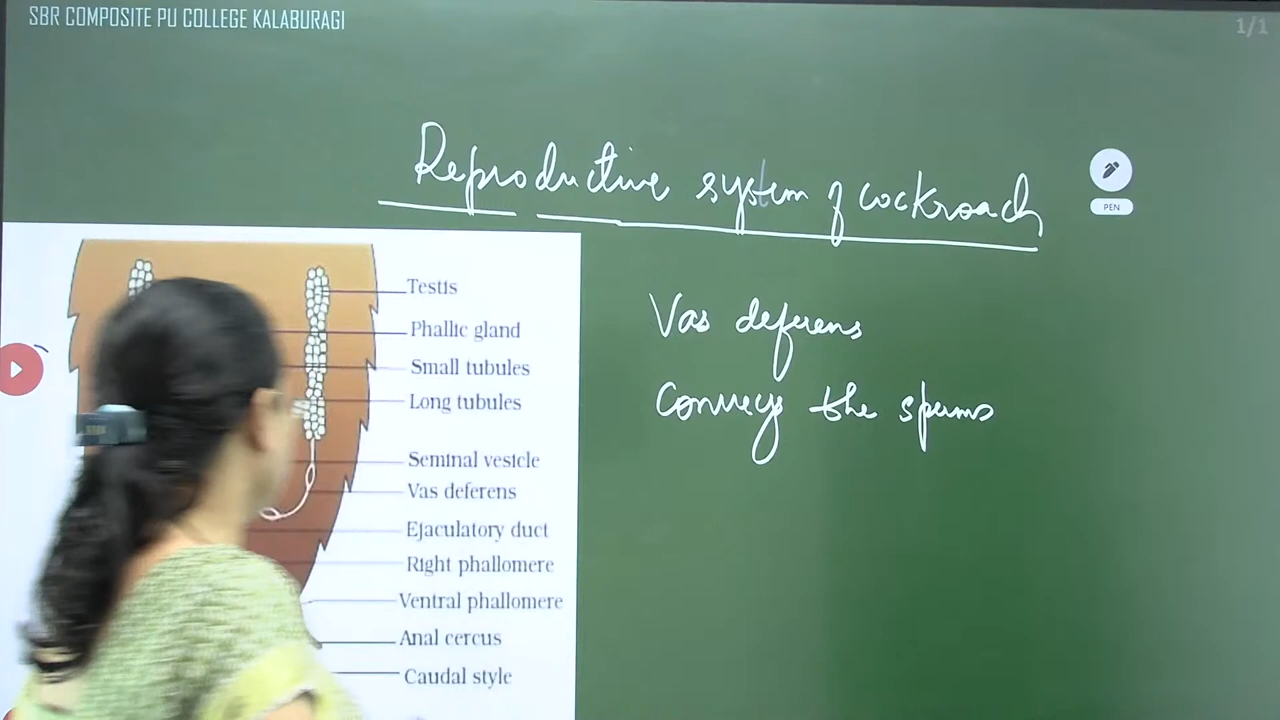 SBR COMPOSITE PU COLLEGE KALABURAGI
1/1
Reproductive system of cockroach
PEN
Testis
Phallic gland
Small tubules
Long tubules
Seminal vesicle
Vas deferens
Ejaculatory duct
Right phallomere
Ventral phallomere
Anal cercus
Caudal style
Vas deferens
Conveys the sperms